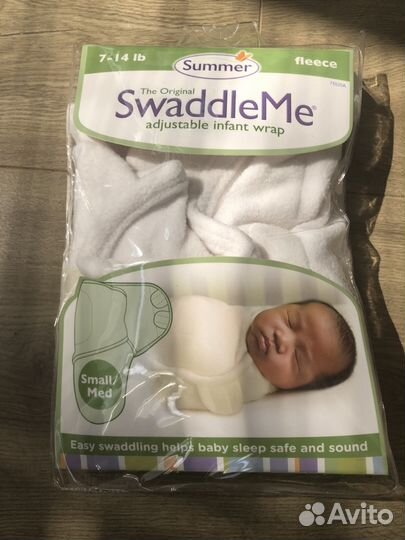 7-14 lb
Summer
fleece
The Original
SwaddleMe®
adjustable infant wrap
Small/
Med
Easy swaddling helps baby sleep safe and sound
Avito